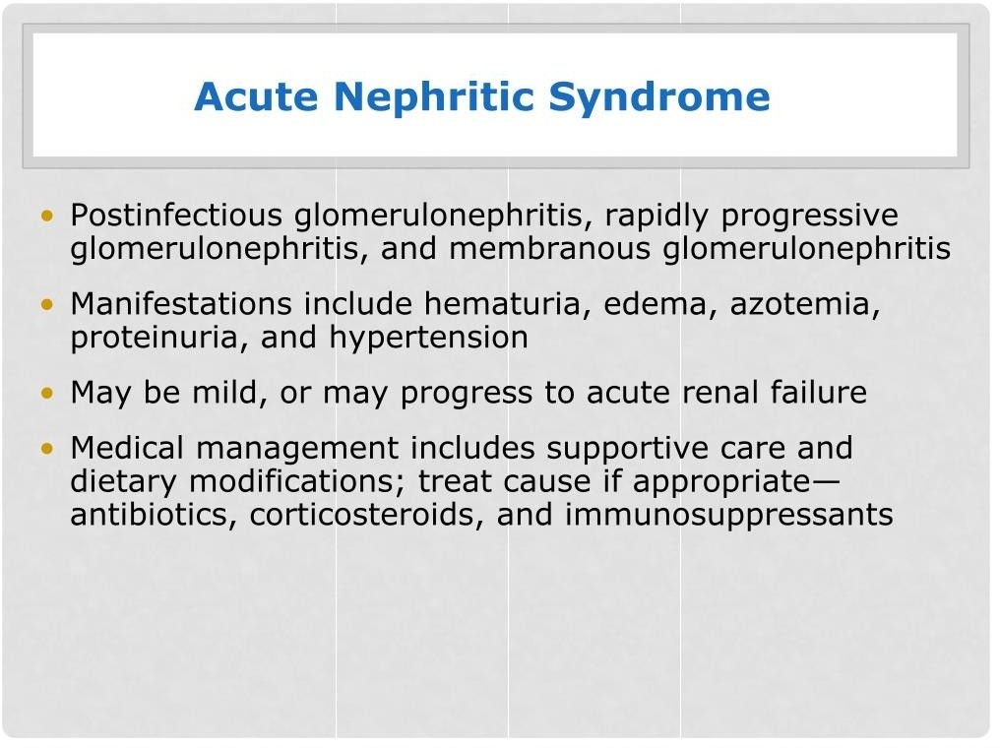 Acute Nephritic Syndrome
• Postinfectious glomerulonephritis, rapidly progressive
glomerulonephritis, and membranous glomerulonephritis
• Manifestations include hematuria, edema, azotemia,
proteinuria, and hypertension
• May be mild, or may progress to acute renal failure
• Medical management includes supportive care and
dietary modifications; treat cause if appropriate—
antibiotics, corticosteroids, and immunosuppressants